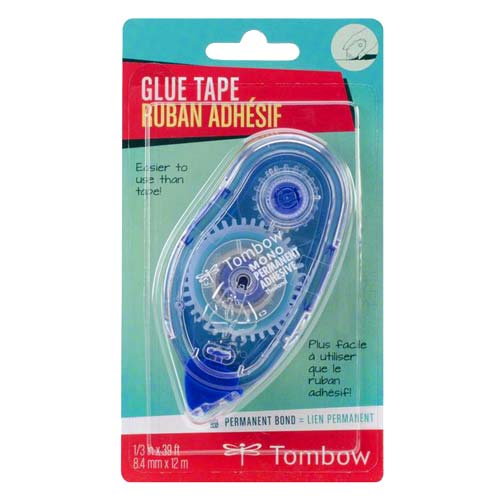 GLUE TAPE
RUBAN ADHÉSIF
Easier to
use than
tape!
Tombow
MONO
PERMANENT
ADHESIVE
Plus facile
à utiliser
que le
ruban
adhésif!
PERMANENT BOND = LIEN PERMANENT
1/3 in x 39 ft
8.4 mm x 12 m
Tombow